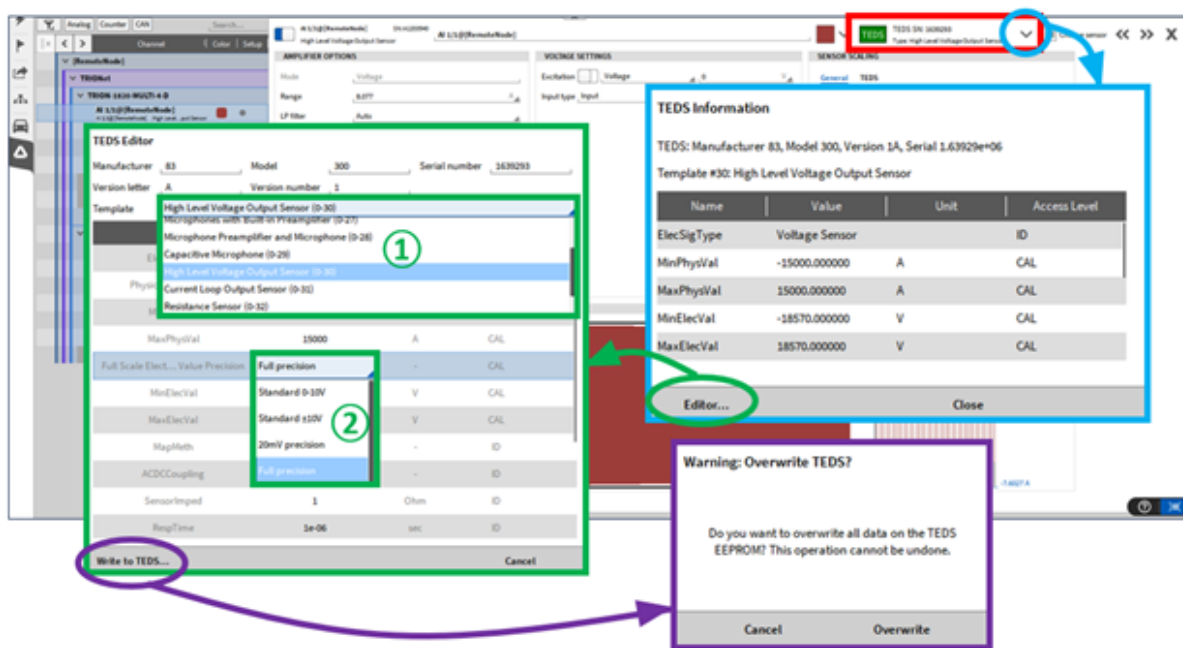 Analog Counter CAN Search...
Channel Color Setup
[RemoteNode]
TRIONet
TRION-1820-MULTI-4-D
AI 1/1@[RemoteNode]
AI 1/1@[RemoteNode]
High Level Voltage Output Sensor
AI 1/1@[RemoteNode]
AMPLIFIER OPTIONS
Mode Voltage
Range
LP filter Auto
VOLTAGE SETTINGS
Excitation Voltage 0
Input type Input
TEDS TEDS SN: 1639293
Type: High Level Voltage Output Sensor
SENSOR SCALING
General TEDS
TEDS Information
TEDS: Manufacturer 83, Model 300, Version 1A, Serial 1.63929e+06
Template #30: High Level Voltage Output Sensor
Name Value Unit Access Level
ElecSigType Voltage Sensor ID
MinPhysVal -15000.000000 A CAL
MaxPhysVal 15000.000000 A CAL
MinElecVal -18570.000000 V CAL
MaxElecVal 18570.000000 V CAL
Editor... Close
TEDS Editor
Manufacturer 83 Model 300 Serial number 1639293
Version letter A Version number 1
Template High Level Voltage Output Sensor (0-30)
Microphones with Built-in Preamplifier (0-27)
Microphone Preamplifier and Microphone (0-28)
Capacitive Microphone (0-29)
High Level Voltage Output Sensor (0-30)
Current Loop Output Sensor (0-31)
Resistance Sensor (0-32)
1
MaxPhysVal 15000 A CAL
Full Scale Elect... Value Precision Full precision - CAL
MinElecVal Standard 0-10V V CAL
MaxElecVal Standard ±10V V CAL
2
MapMeth 20mV precision - ID
ACDCCoupling Full precision - ID
SensorImped 1 Ohm ID
RespTime 1e-06 sec ID
Write to TEDS... Cancel
Warning: Overwrite TEDS?
Do you want to overwrite all data on the TEDS
EEPROM? This operation cannot be undone.
Cancel Overwrite